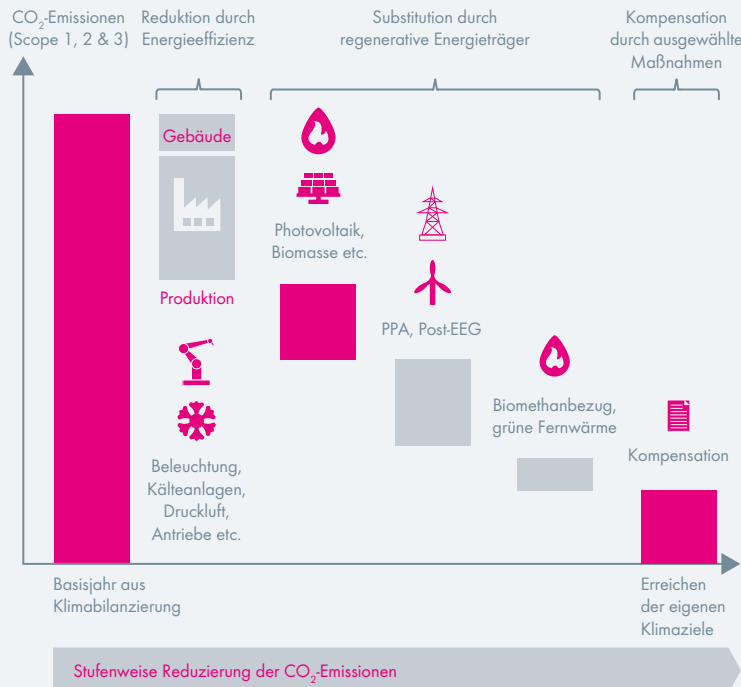 CO₂-Emissionen
(Scope 1, 2 & 3)
Reduktion durch
Energieeffizienz
Substitution durch
regenerative Energieträger
Kompensation
durch ausgewählte
Maßnahmen
Gebäude
Produktion
Beleuchtung,
Kälteanlagen,
Druckluft,
Antriebe etc.
Photovoltaik,
Biomasse etc.
PPA, Post-EEG
Biomethanbezug,
grüne Fernwärme
Kompensation
Basisjahr aus
Klimabilanzierung
Erreichen
der eigenen
Klimaziele
Stufenweise Reduzierung der CO₂-Emissionen